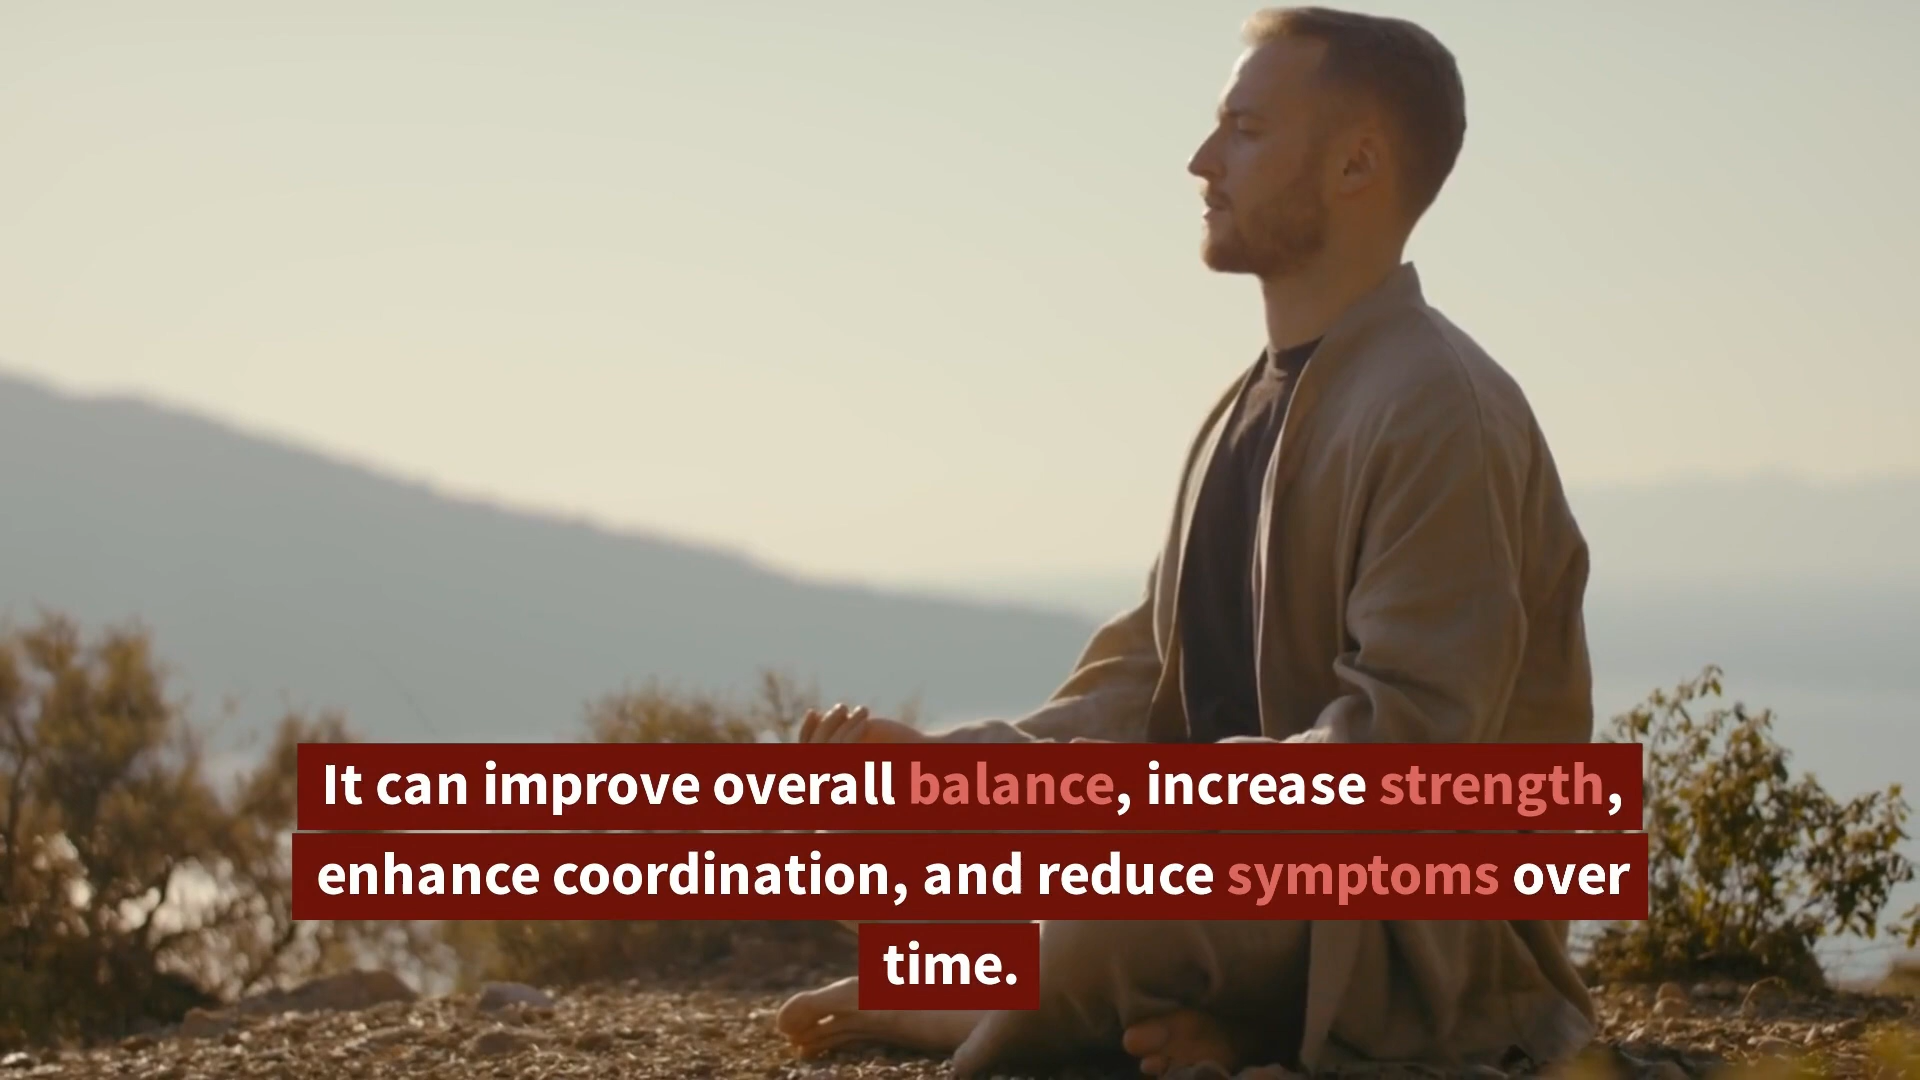 It can improve overall balance, increase strength,
enhance coordination, and reduce symptoms over
time.